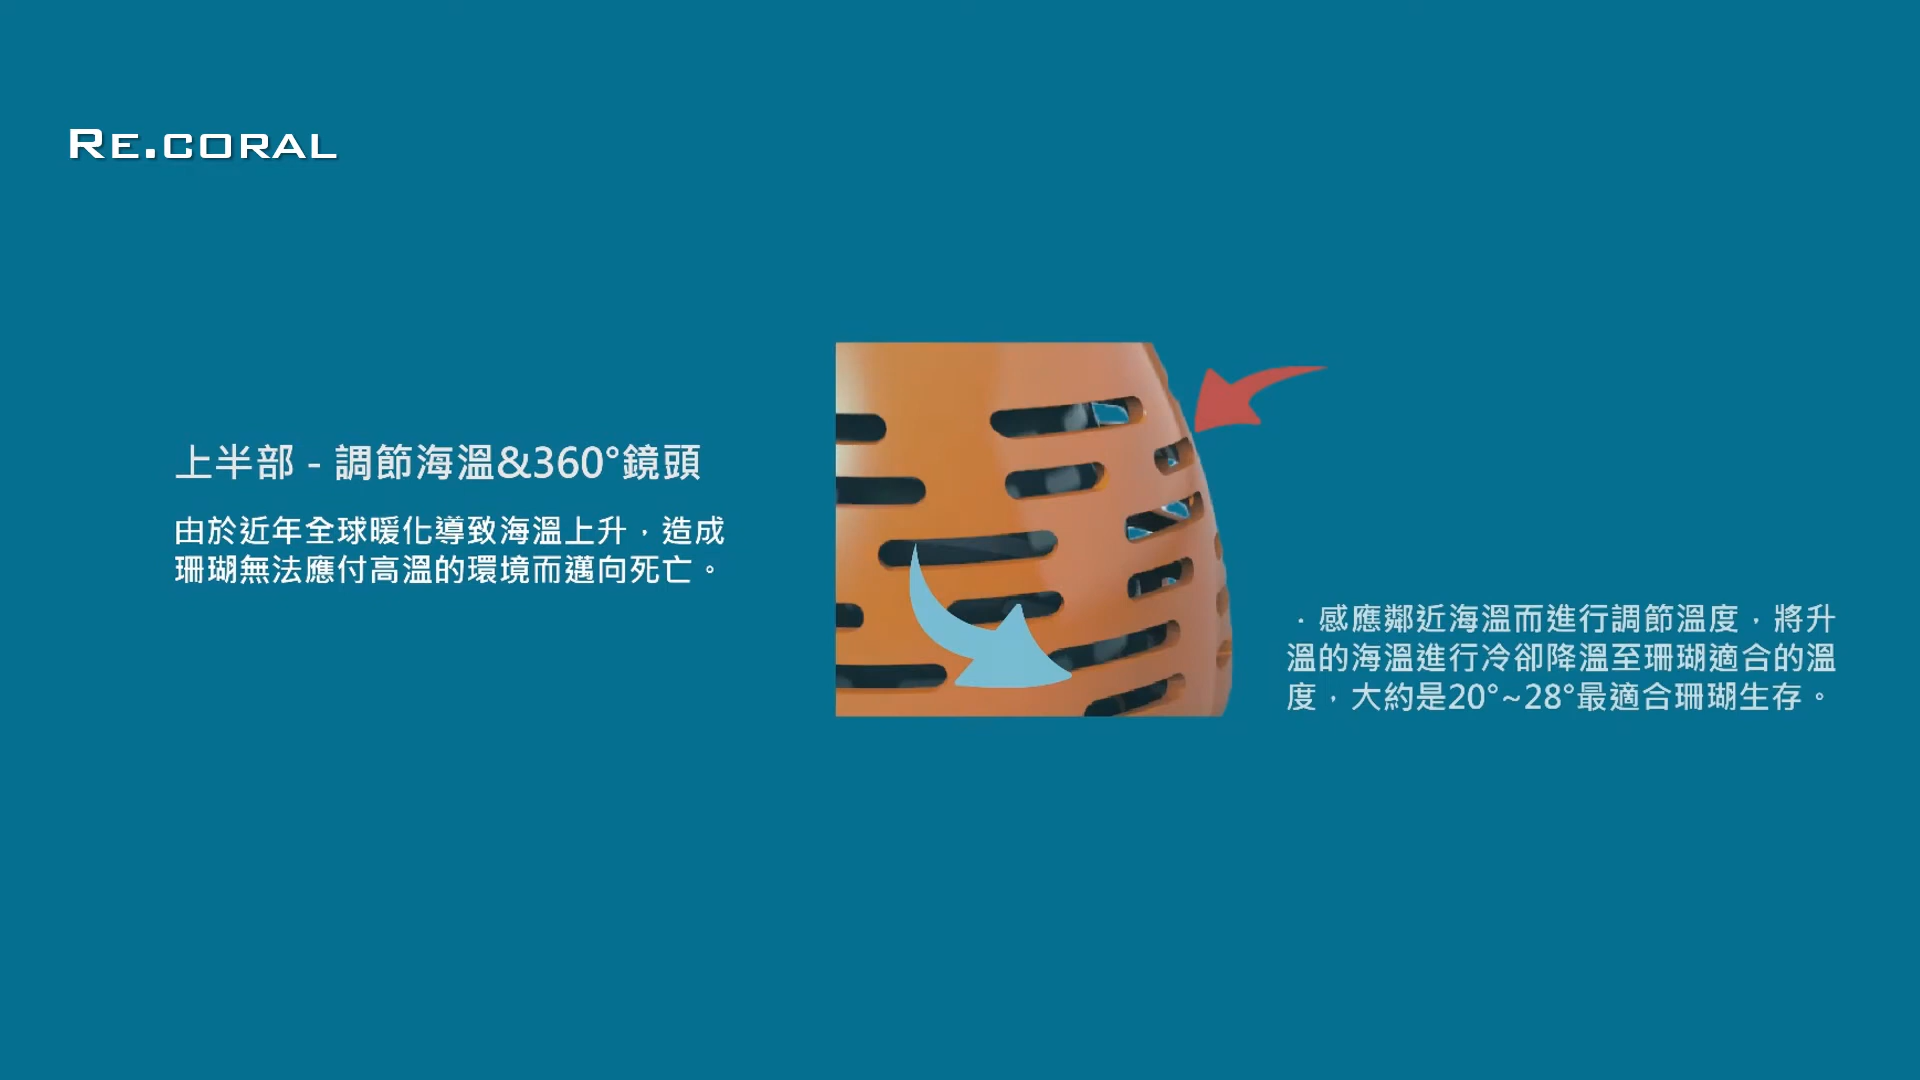 RE.CORAL
上半部 - 調節海溫&360°鏡頭
由於近年全球暖化導致海溫上升，造成
珊瑚無法應付高溫的環境而邁向死亡。
．感應鄰近海溫而進行調節溫度，將升
溫的海溫進行冷卻降溫至珊瑚適合的溫
度，大約是20°~28°最適合珊瑚生存。